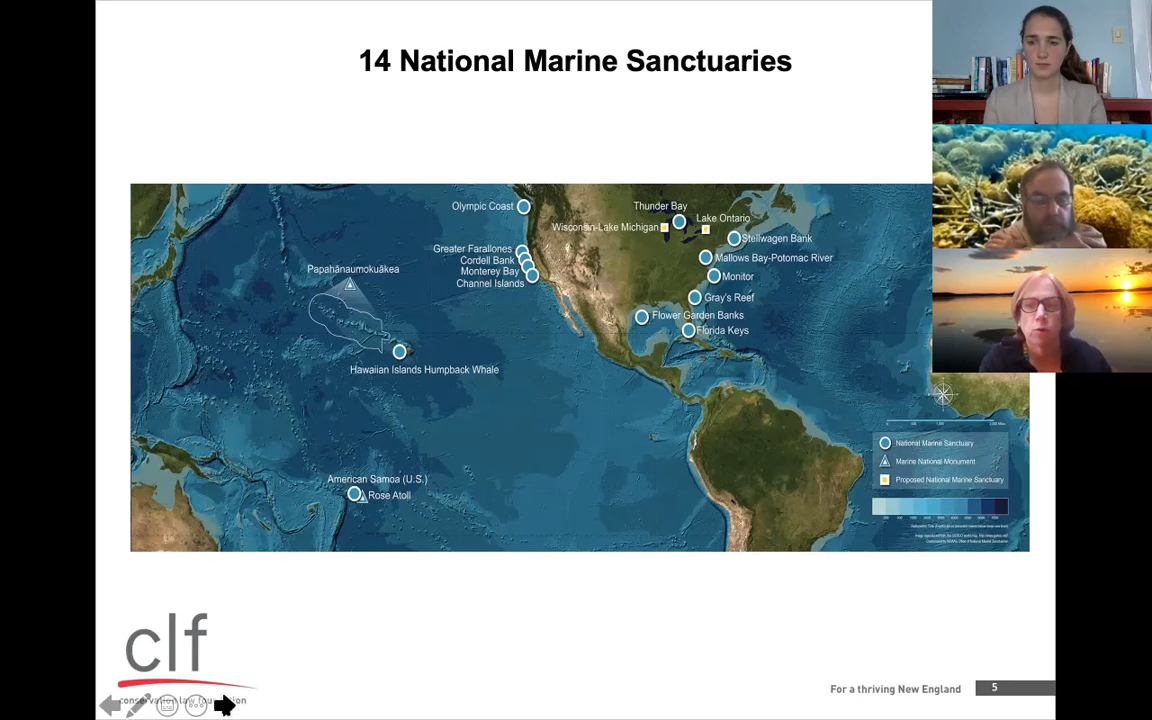 14 National Marine Sanctuaries
Olympic Coast
Thunder Bay
Lake Ontario
Wisconsin-Lake Michigan
Stellwagen Bank
Greater Farallones
Cordell Bank
Monterey Bay
Channel Islands
Mallows Bay-Potomac River
Papahānaumokuākea
Monitor
Gray's Reef
Flower Garden Banks
Florida Keys
Hawaiian Islands Humpback Whale
American Samoa (U.S.)
Rose Atoll
National Marine Sanctuary
Marine National Monument
Proposed National Marine Sanctuary
clf
conservation law foundation
For a thriving New England
5